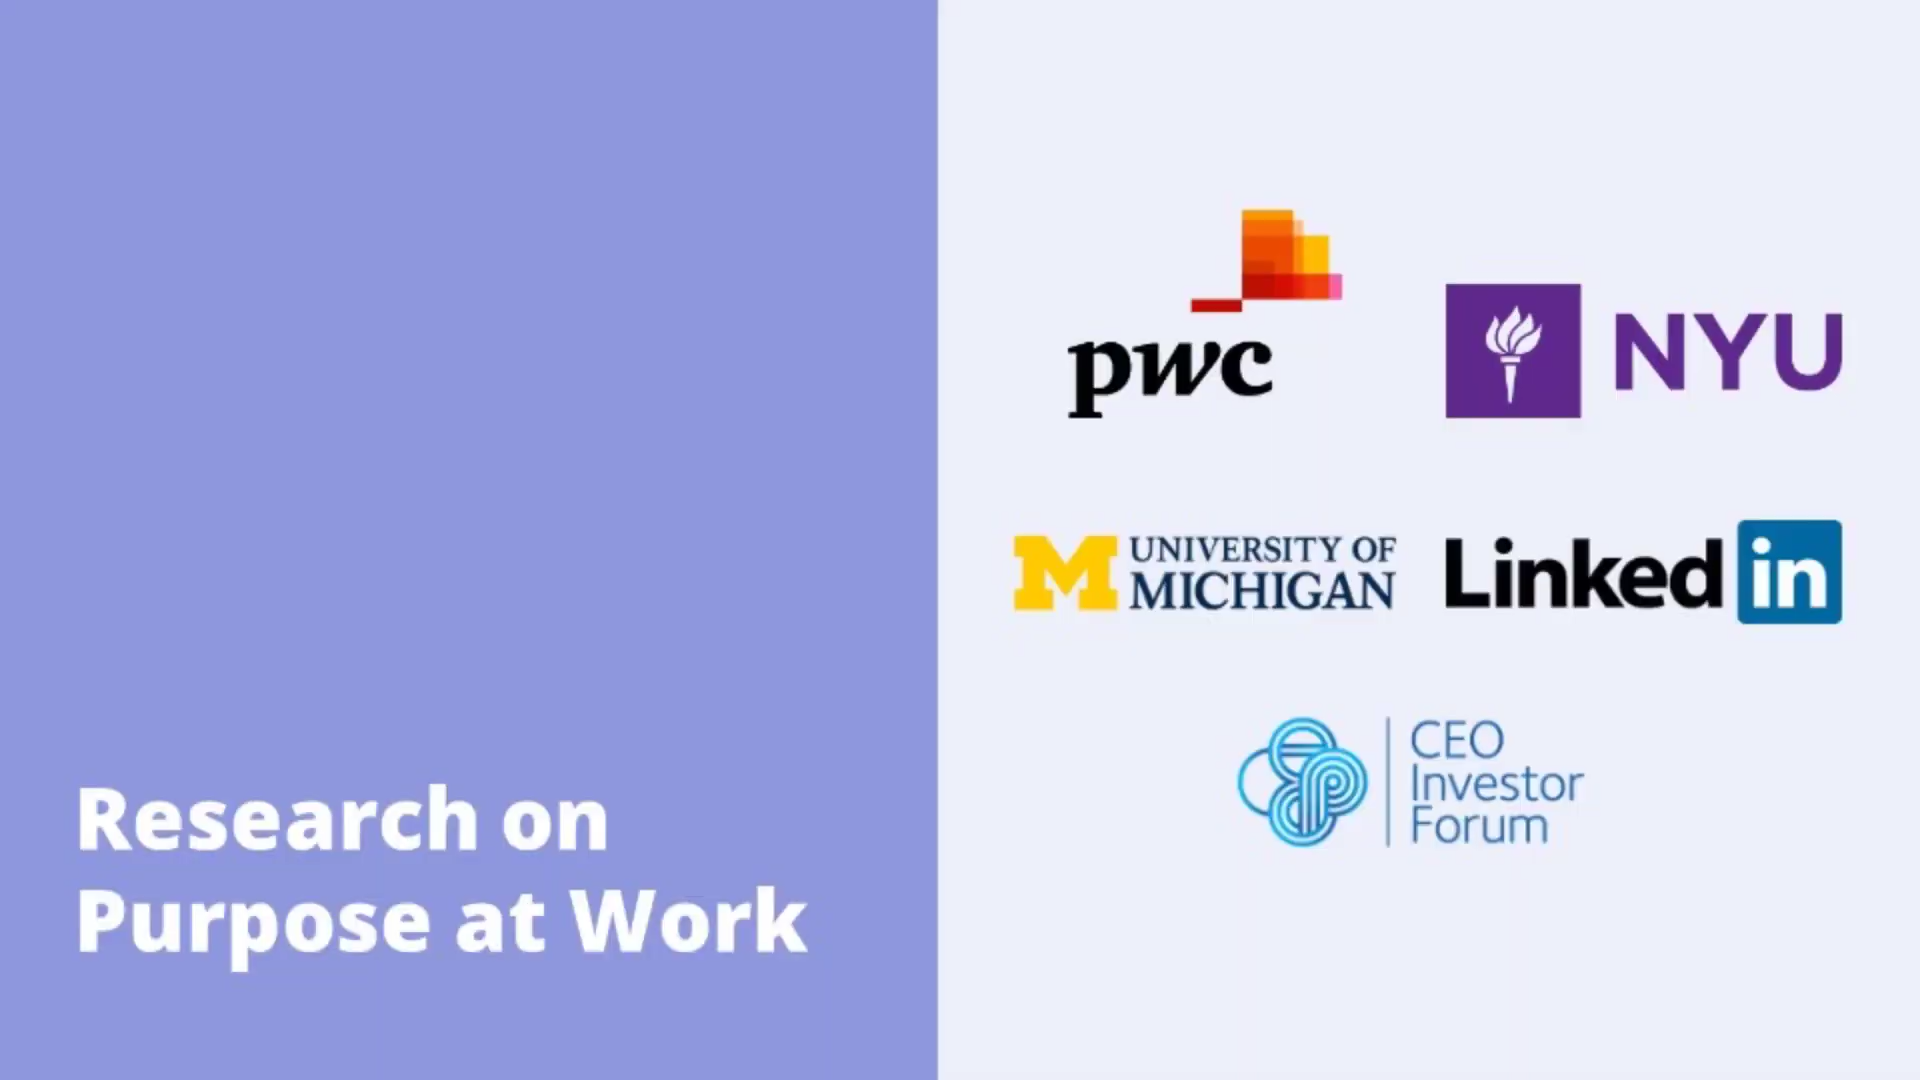 Research on
Purpose at Work
pwc
NYU
M UNIVERSITY OF
MICHIGAN
Linked in
CEO
Investor
Forum